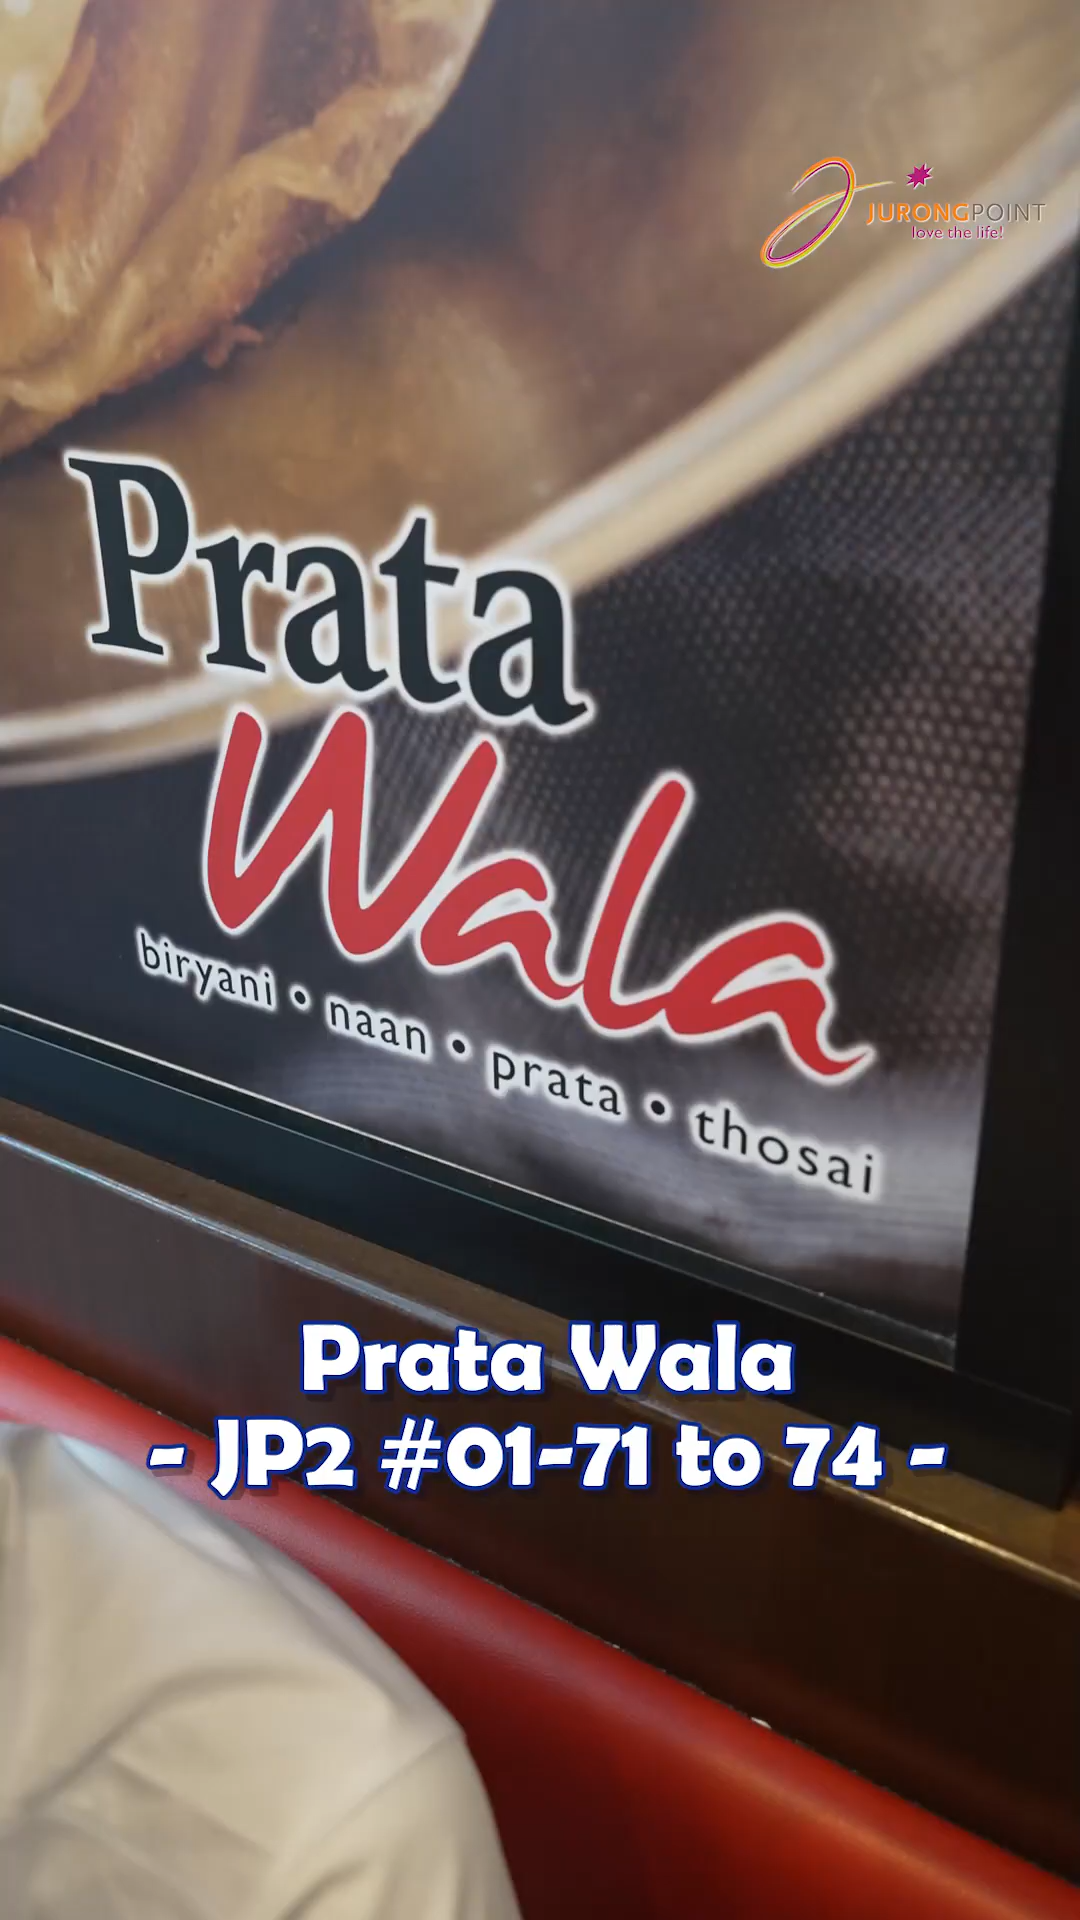 JURONGPOINT
love the life!
Prata
Wala
biryani • naan • prata • thosai
Prata Wala
- JP2 #01-71 to 74 -